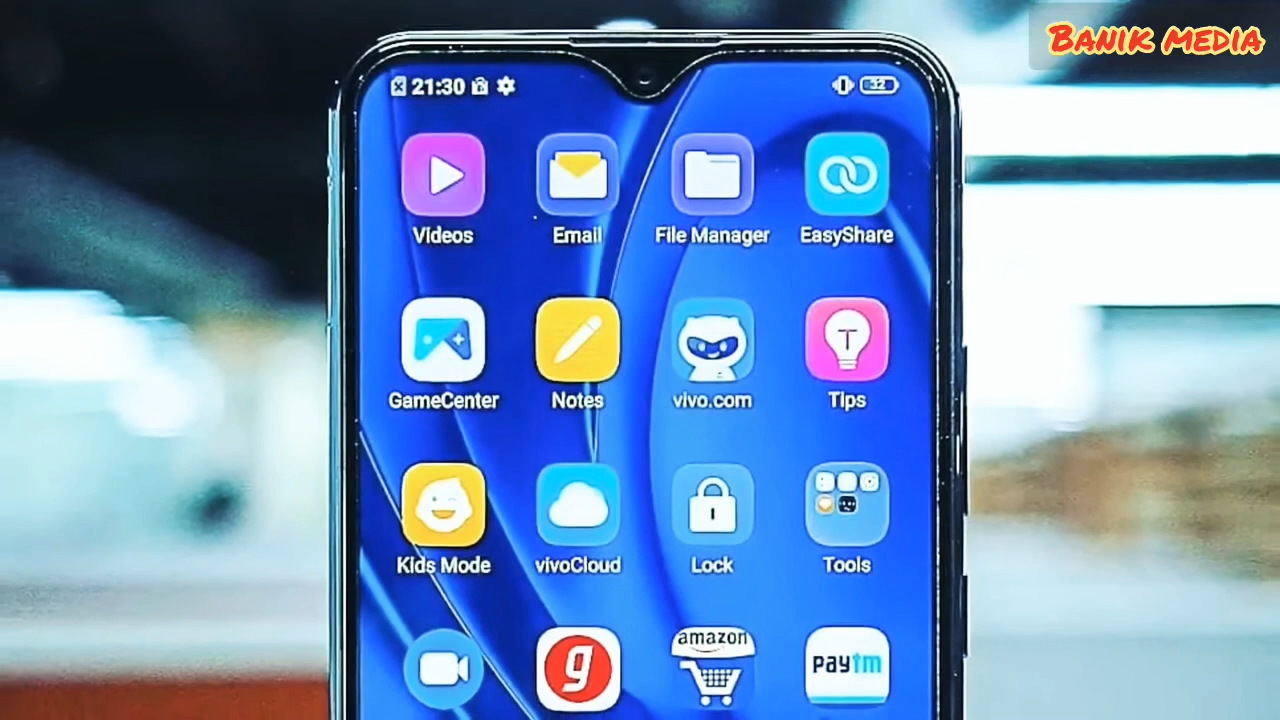 Banik media
21:30
32
Videos Email File Manager EasyShare
GameCenter Notes vivo.com Tips
T
Kids Mode vivoCloud Lock Tools
g amazon paytm